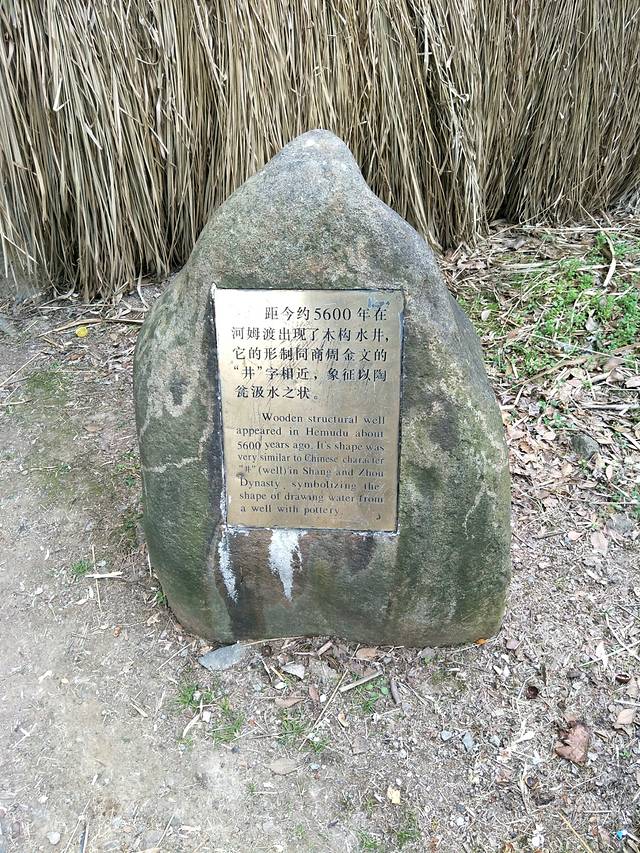 距今约5600年在
河姆渡出现了木构水井,
它的形制同商周金文的
“井”字相近，象征以陶
瓮汲水之状。
Wooden structural well
appeared in Hemudu about
5600 years ago. It's shape was
very similar to Chinese character
"井" (well) in Shang and Zhou
Dynasty, symbolizing the
shape of drawing water from
a well with pottery.